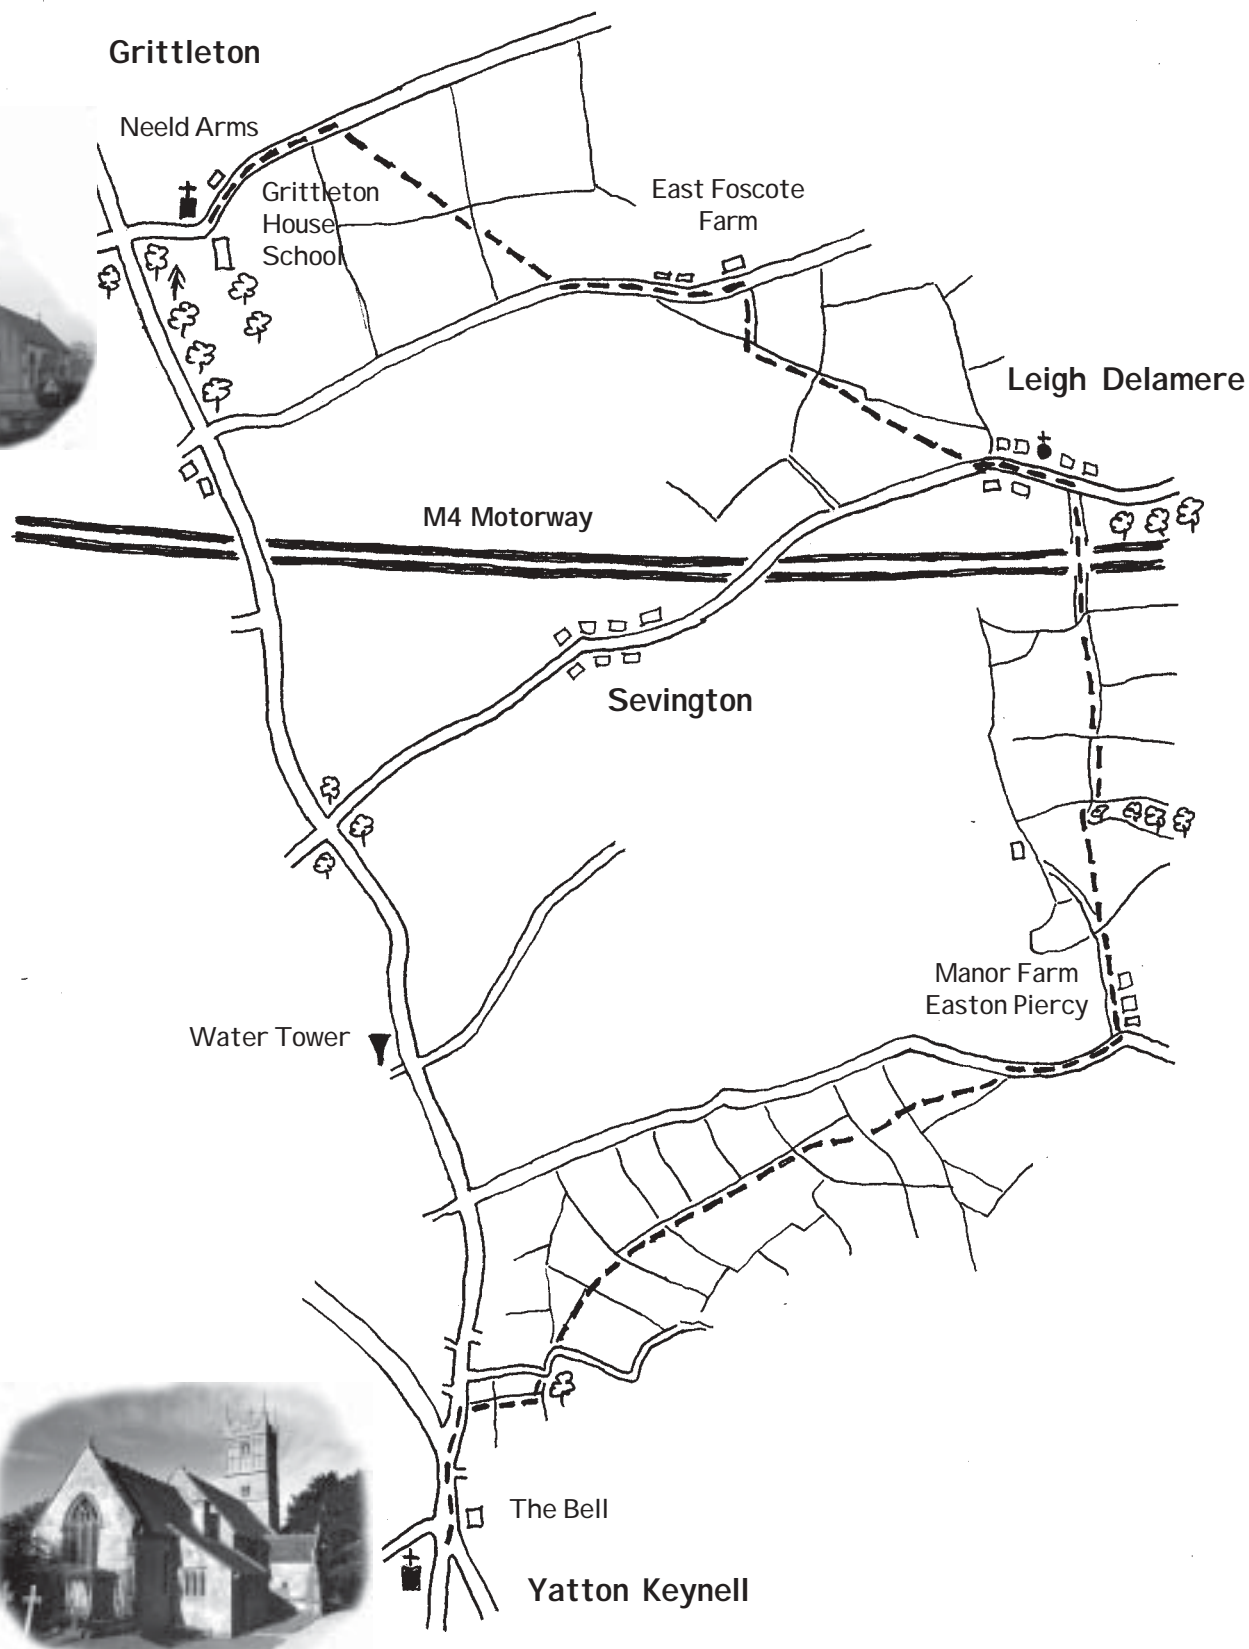 Grittleton
Neeld Arms
Grittleton
House
School
East Foscote
Farm
Leigh Delamere
M4 Motorway
Sevington
Manor Farm
Easton Piercy
Water Tower
The Bell
Yatton Keynell